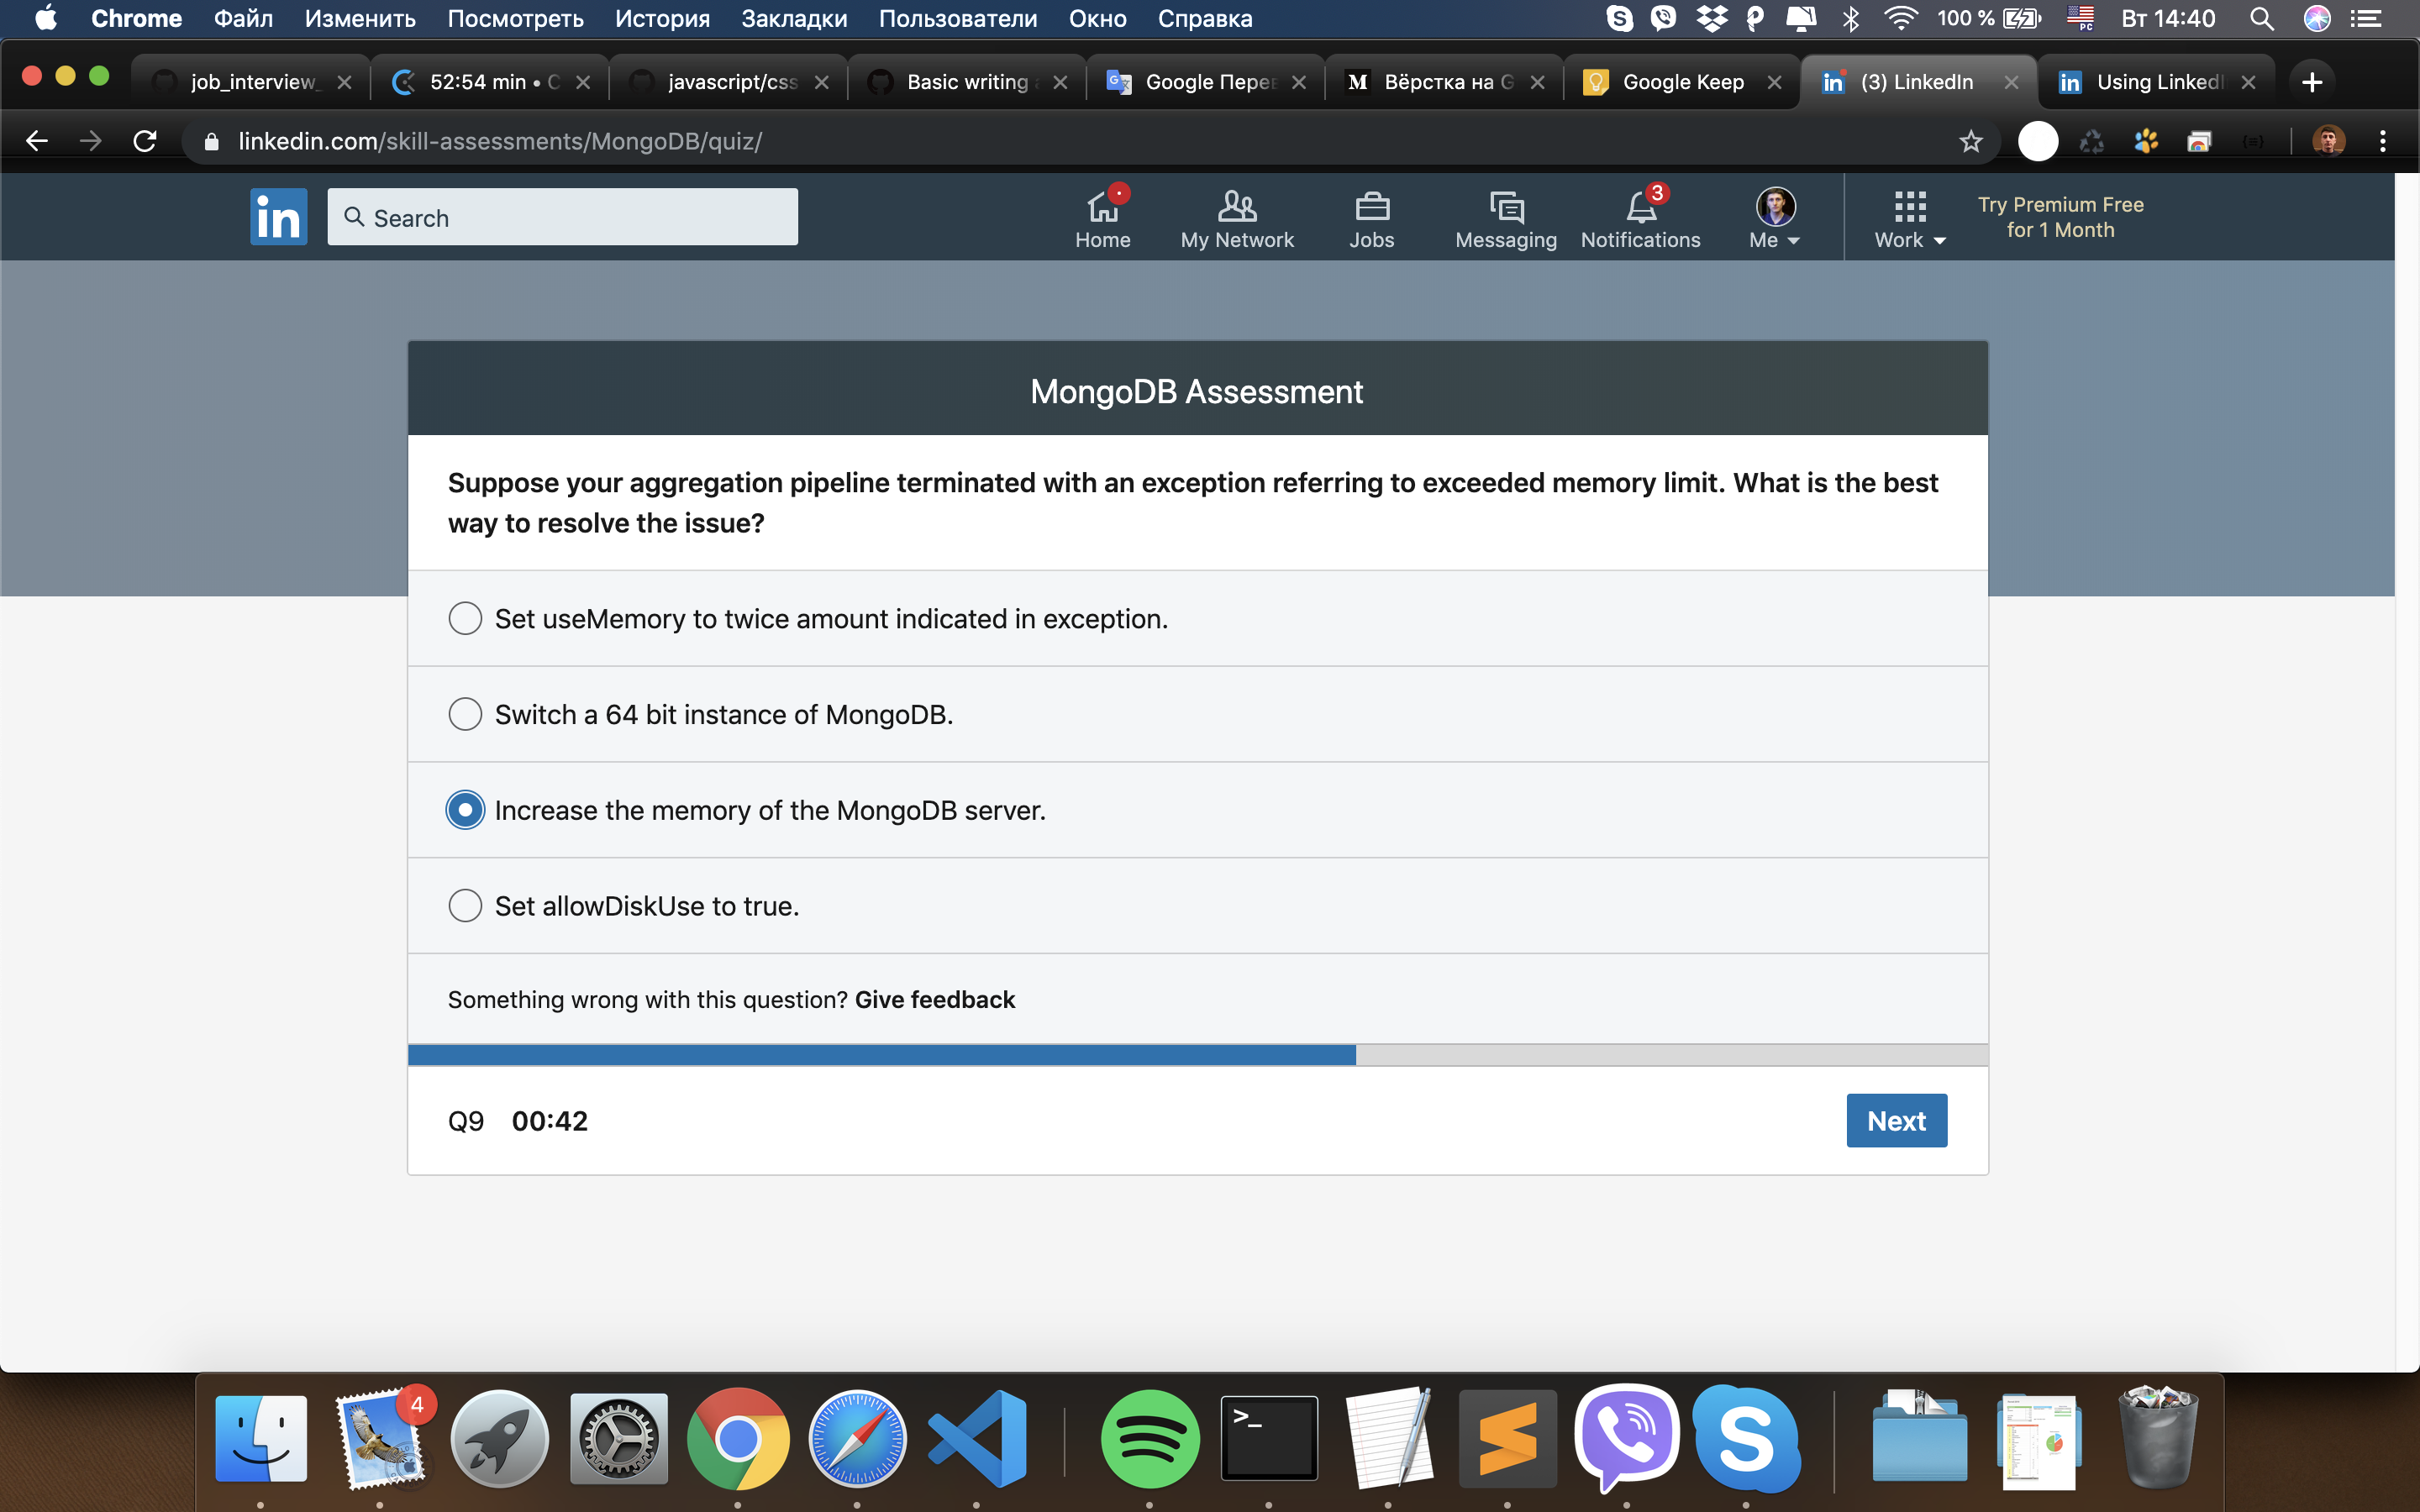 Chrome Файл Изменить Посмотреть История Закладки Пользователи Окно Справка 100 % PC Вт 14:40
job_interview_ 52:54 min • C javascript/css Basic writing Google Пере M Вёрстка на G Google Keep in (3) LinkedIn in Using Linked
linkedin.com/skill-assessments/MongoDB/quiz/
in Search Home My Network Jobs Messaging 3 Notifications Me Work Try Premium Free
for 1 Month
MongoDB Assessment
Suppose your aggregation pipeline terminated with an exception referring to exceeded memory limit. What is the best
way to resolve the issue?
Set useMemory to twice amount indicated in exception.
Switch a 64 bit instance of MongoDB.
Increase the memory of the MongoDB server.
Set allowDiskUse to true.
Something wrong with this question? Give feedback
Q9 00:42 Next
4 >_ S